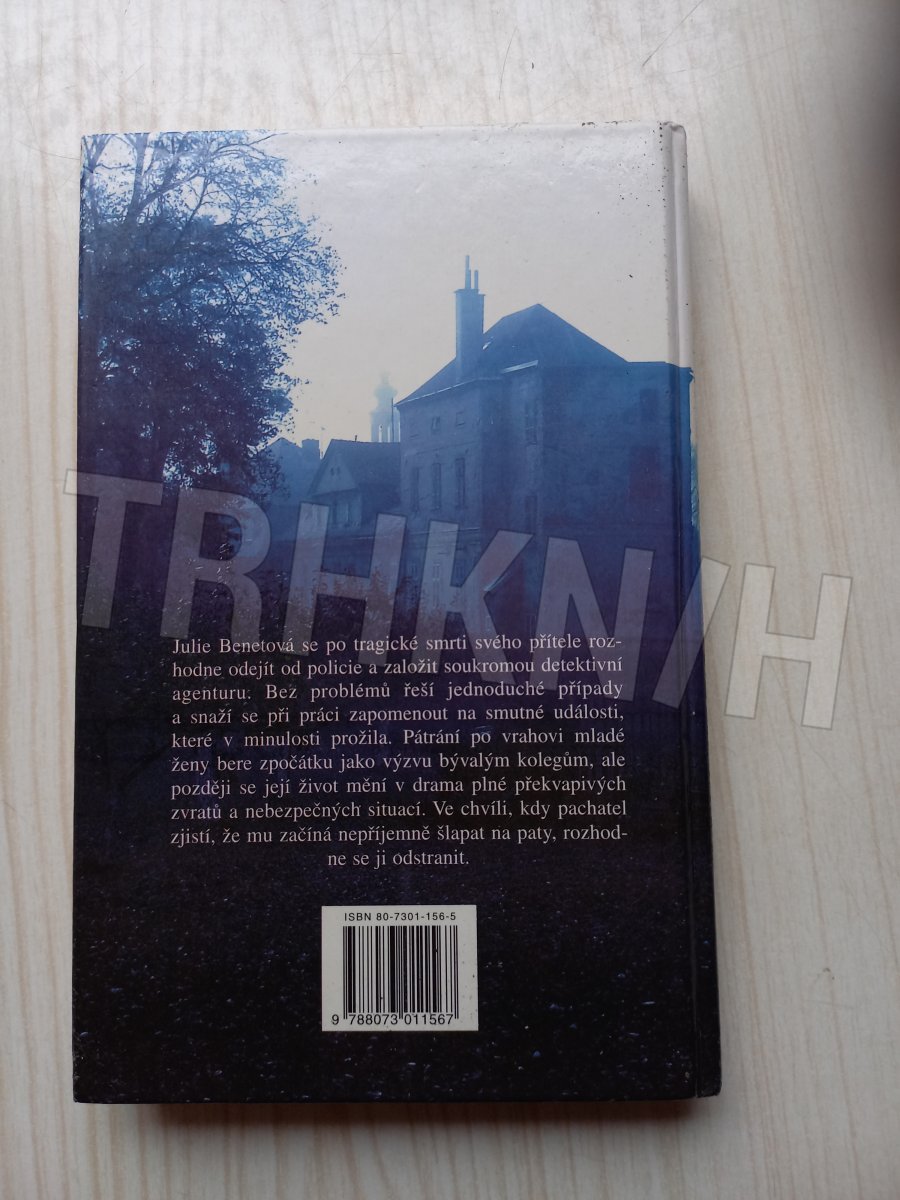 TRHKNIH
Julie Benetová se po tragické smrti svého přítele roz-
hodne odejít od policie a založit soukromou detektivní
agenturu. Bez problémů řeší jednoduché případy
a snaží se při práci zapomenout na smutné události,
které v minulosti prožila. Pátrání po vrahovi mladé
ženy bere zpočátku jako výzvu bývalým kolegům, ale
později se její život mění v drama plné překvapivých
zvratů a nebezpečných situací. Ve chvíli, kdy pachatel
zjistí, že mu začíná nepříjemně šlapat na paty, rozhod-
ne se ji odstranit.
ISBN 80-7301-156-5
9 788073 011567